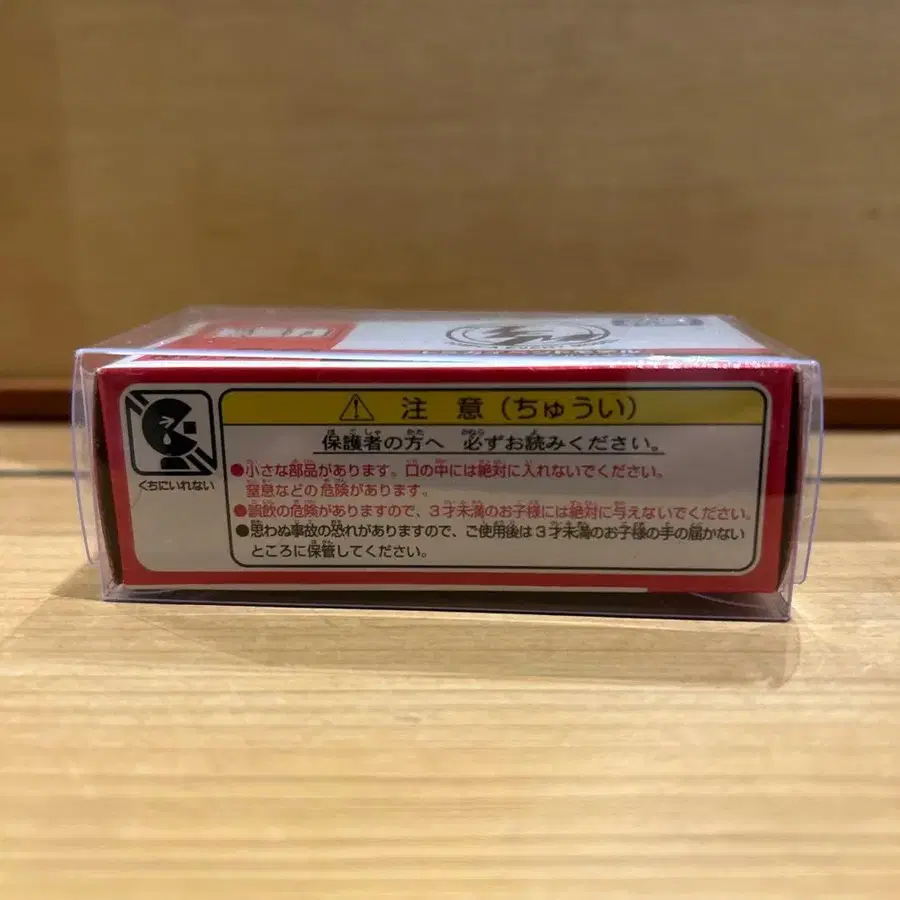 注意(ちゅうい)
保護者の方へ 必ずお読みください。
くちにいれない
●小さな部品があります。口の中には絶対に入れないでください。
窒息などの危険があります。
●誤飲の危険がありますので、3才未満のお子様には絶対に与えないでください。
●思わぬ事故の恐れがありますので、ご使用後は3才未満のお子様の手の届かない
ところに保管してください。